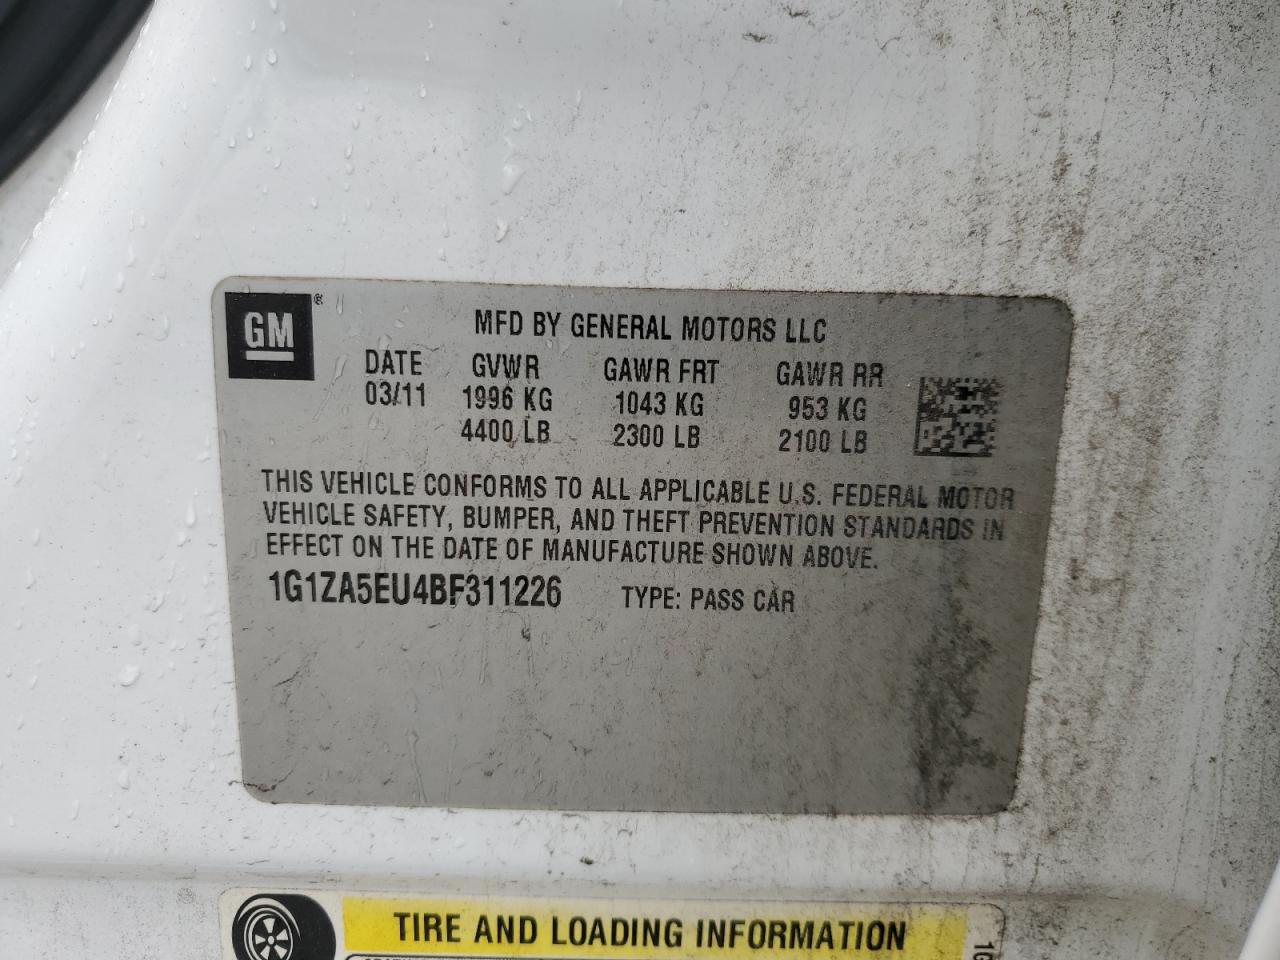 GM ®
MFD BY GENERAL MOTORS LLC
DATE GVWR GAWR FRT GAWR RR
03/11 1996 KG 1043 KG 953 KG
4400 LB 2300 LB 2100 LB
THIS VEHICLE CONFORMS TO ALL APPLICABLE U.S. FEDERAL MOTOR
VEHICLE SAFETY, BUMPER, AND THEFT PREVENTION STANDARDS IN
EFFECT ON THE DATE OF MANUFACTURE SHOWN ABOVE.
1G1ZA5EU4BF311226 TYPE: PASS CAR
TIRE AND LOADING INFORMATION
1G